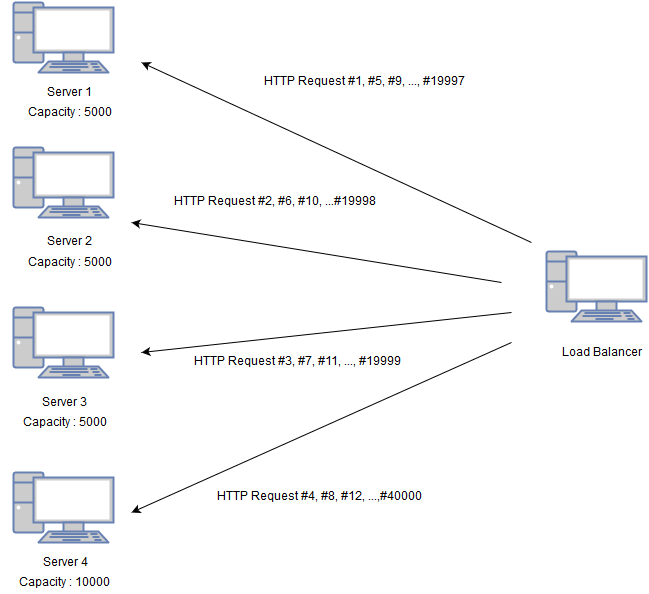 Server 1
Capacity : 5000
HTTP Request #1, #5, #9, ..., #19997
HTTP Request #2, #6, #10, ...#19998
Server 2
Capacity : 5000
Load Balancer
HTTP Request #3, #7, #11, ..., #19999
Server 3
Capacity : 5000
HTTP Request #4, #8, #12, ...,#40000
Server 4
Capacity : 10000